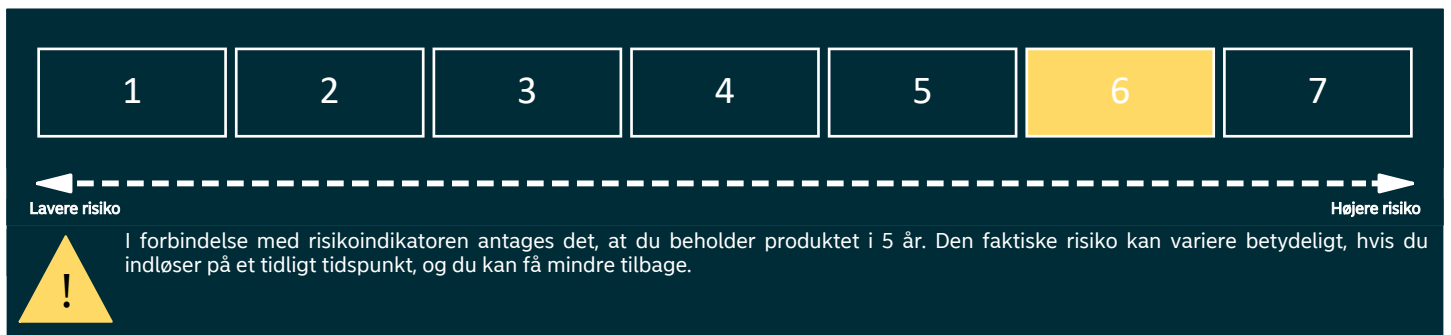 1 2 3 4 5 6 7
Lavere risiko Højere risiko
I forbindelse med risikoindikatoren antages det, at du beholder produktet i 5 år. Den faktiske risiko kan variere betydeligt, hvis du
indløser på et tidligt tidspunkt, og du kan få mindre tilbage.
!